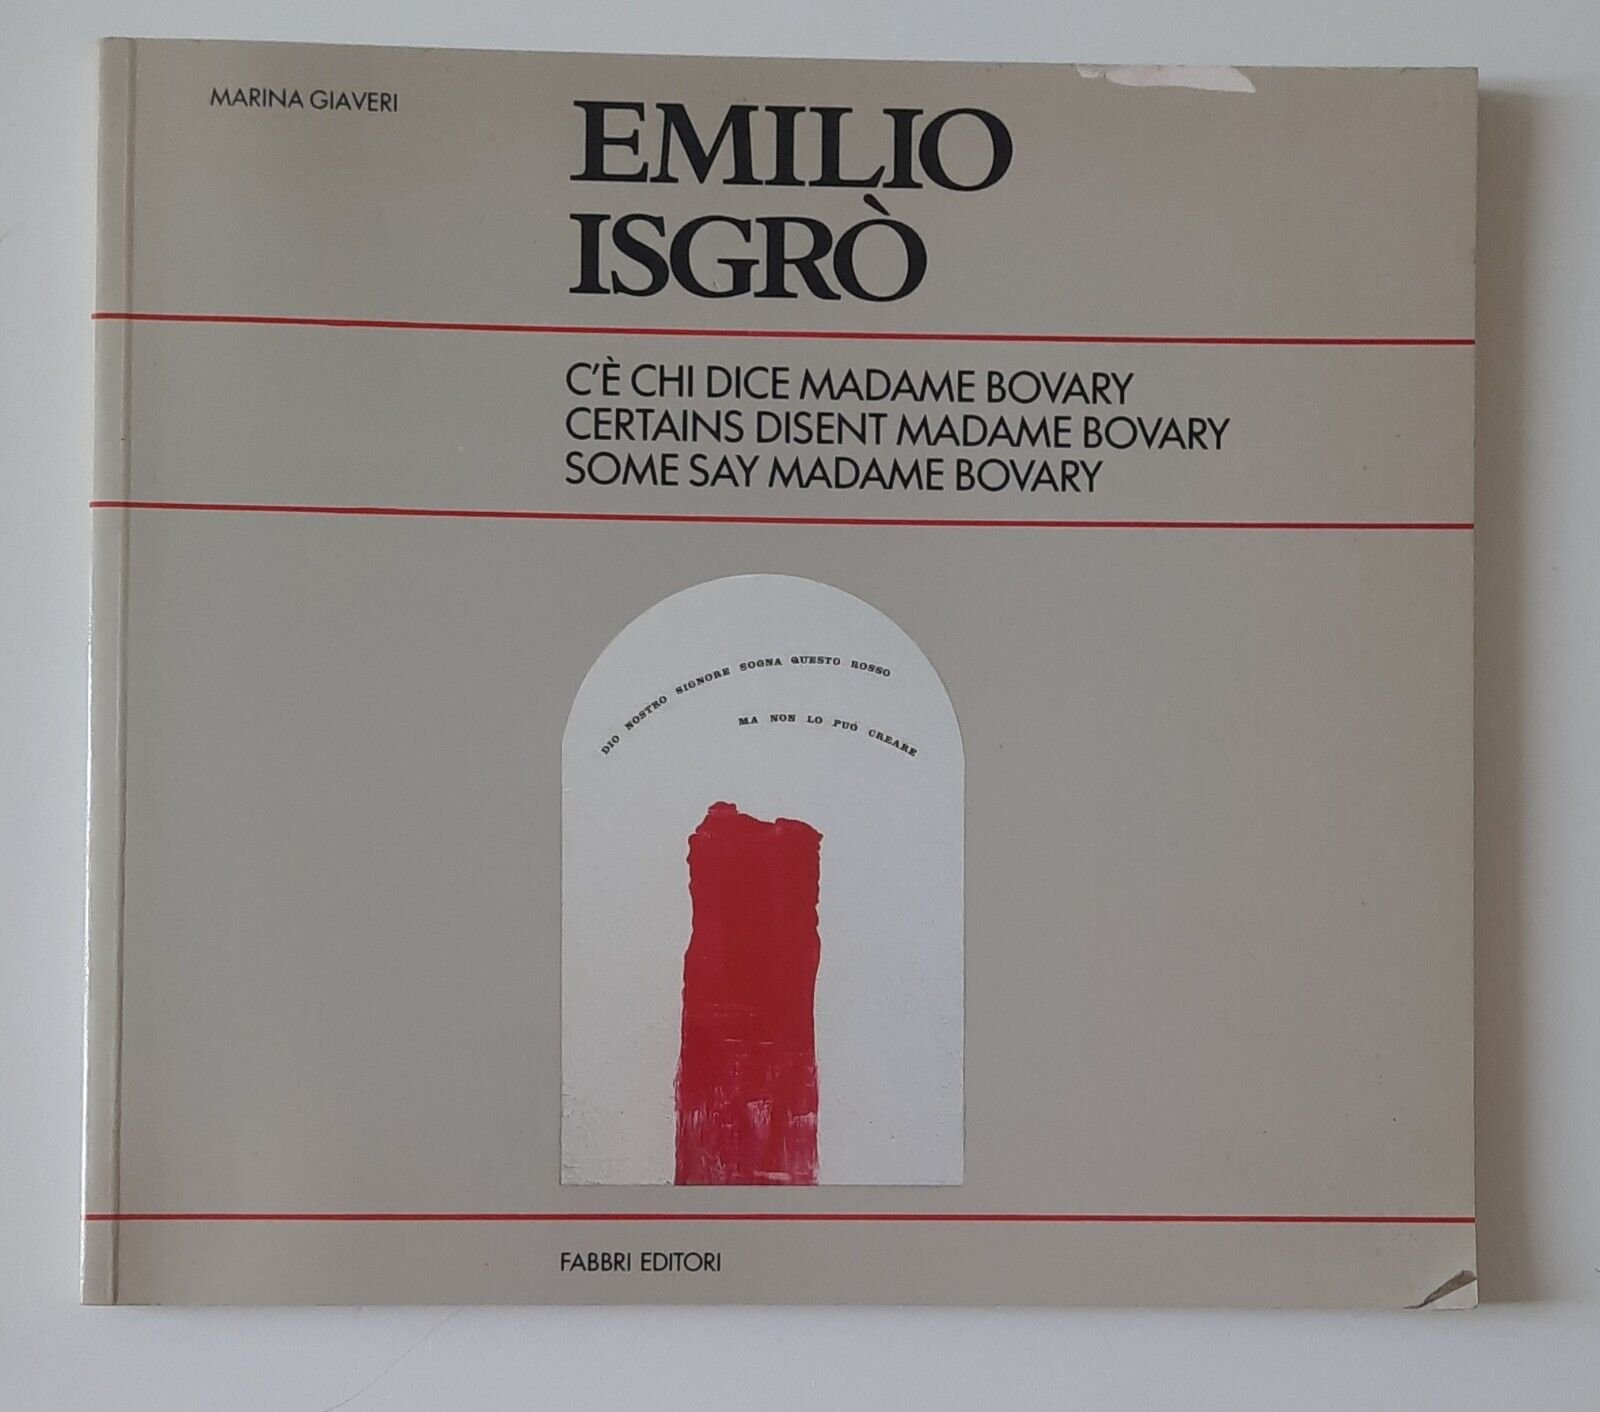 MARINA GIAVERI
EMILIO
ISGRÒ
C'È CHI DICE MADAME BOVARY
CERTAINS DISENT MADAME BOVARY
SOME SAY MADAME BOVARY
DIO NOSTRO SIGNORE SOGNA QUESTO ROSSO
MA NON LO PUÓ CREARE
FABBRI EDITORI